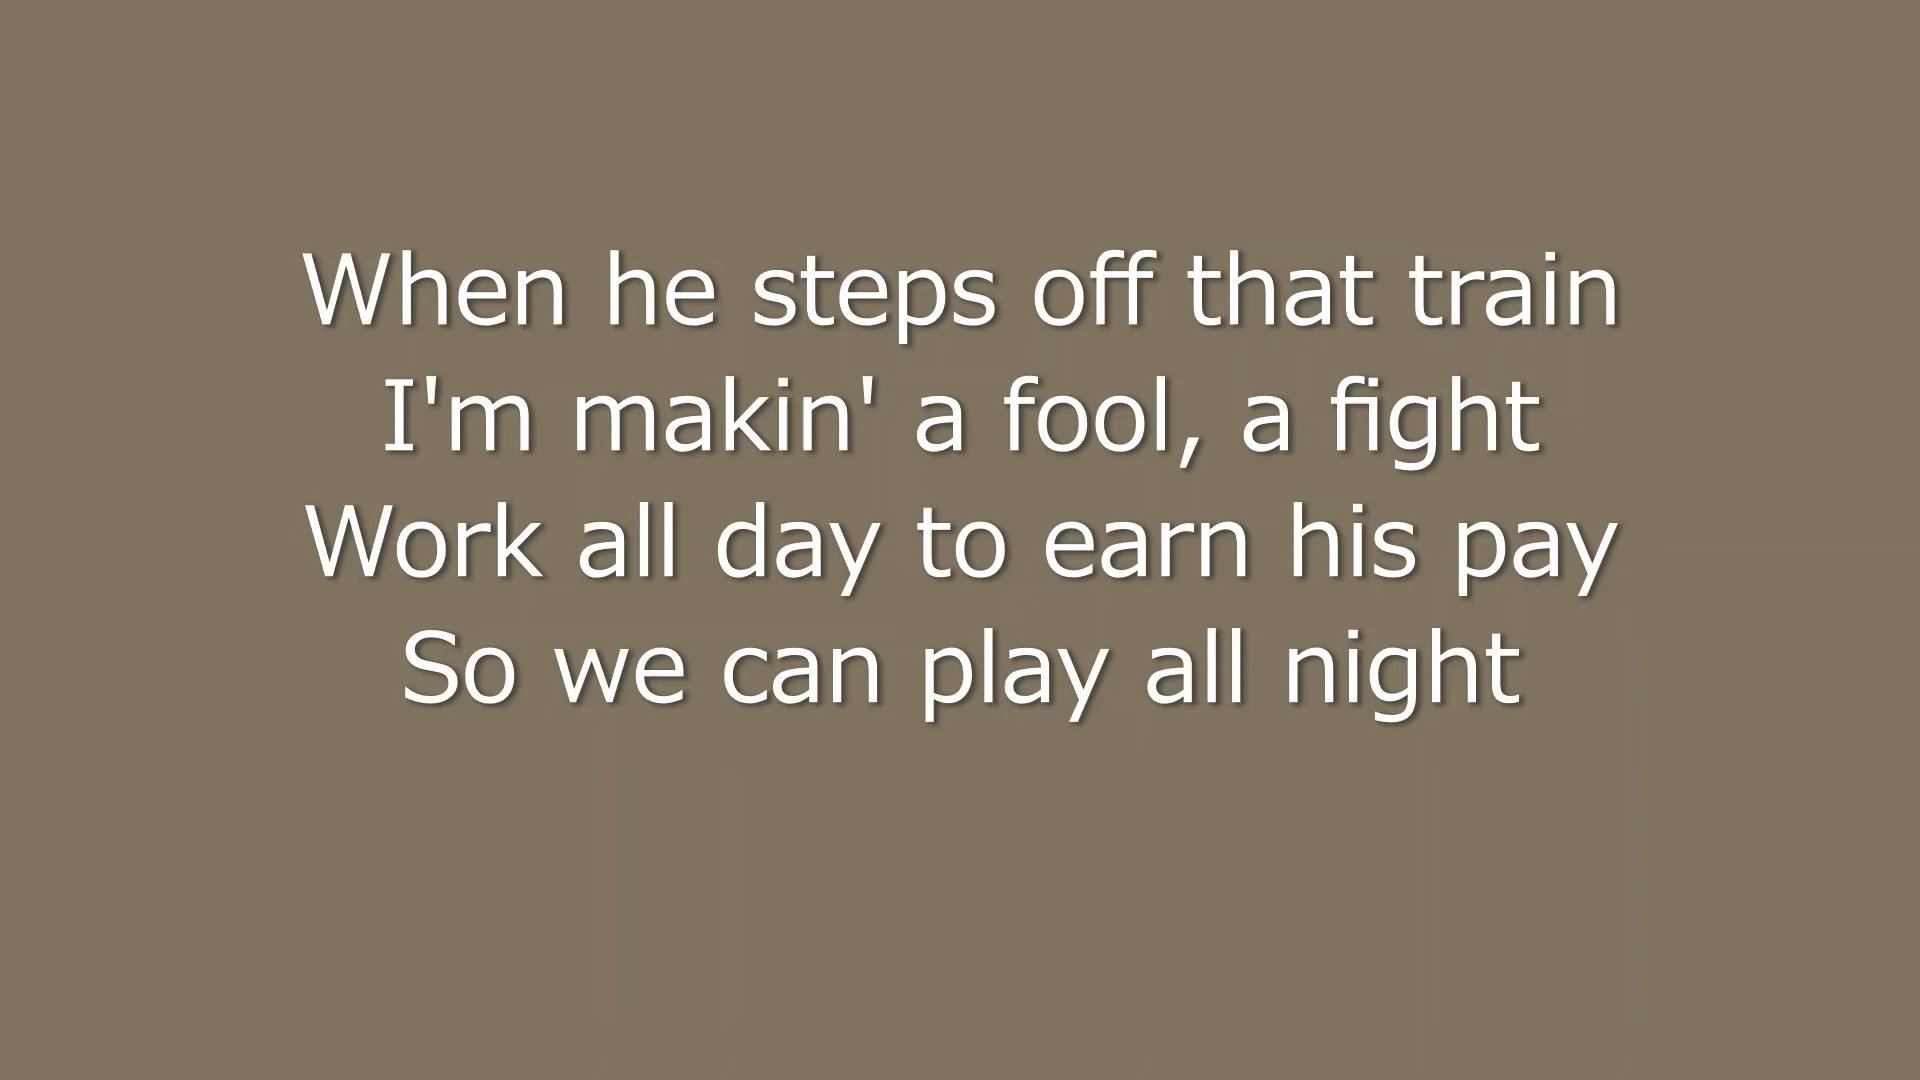 When he steps off that train
I'm makin' a fool, a fight
Work all day to earn his pay
So we can play all night